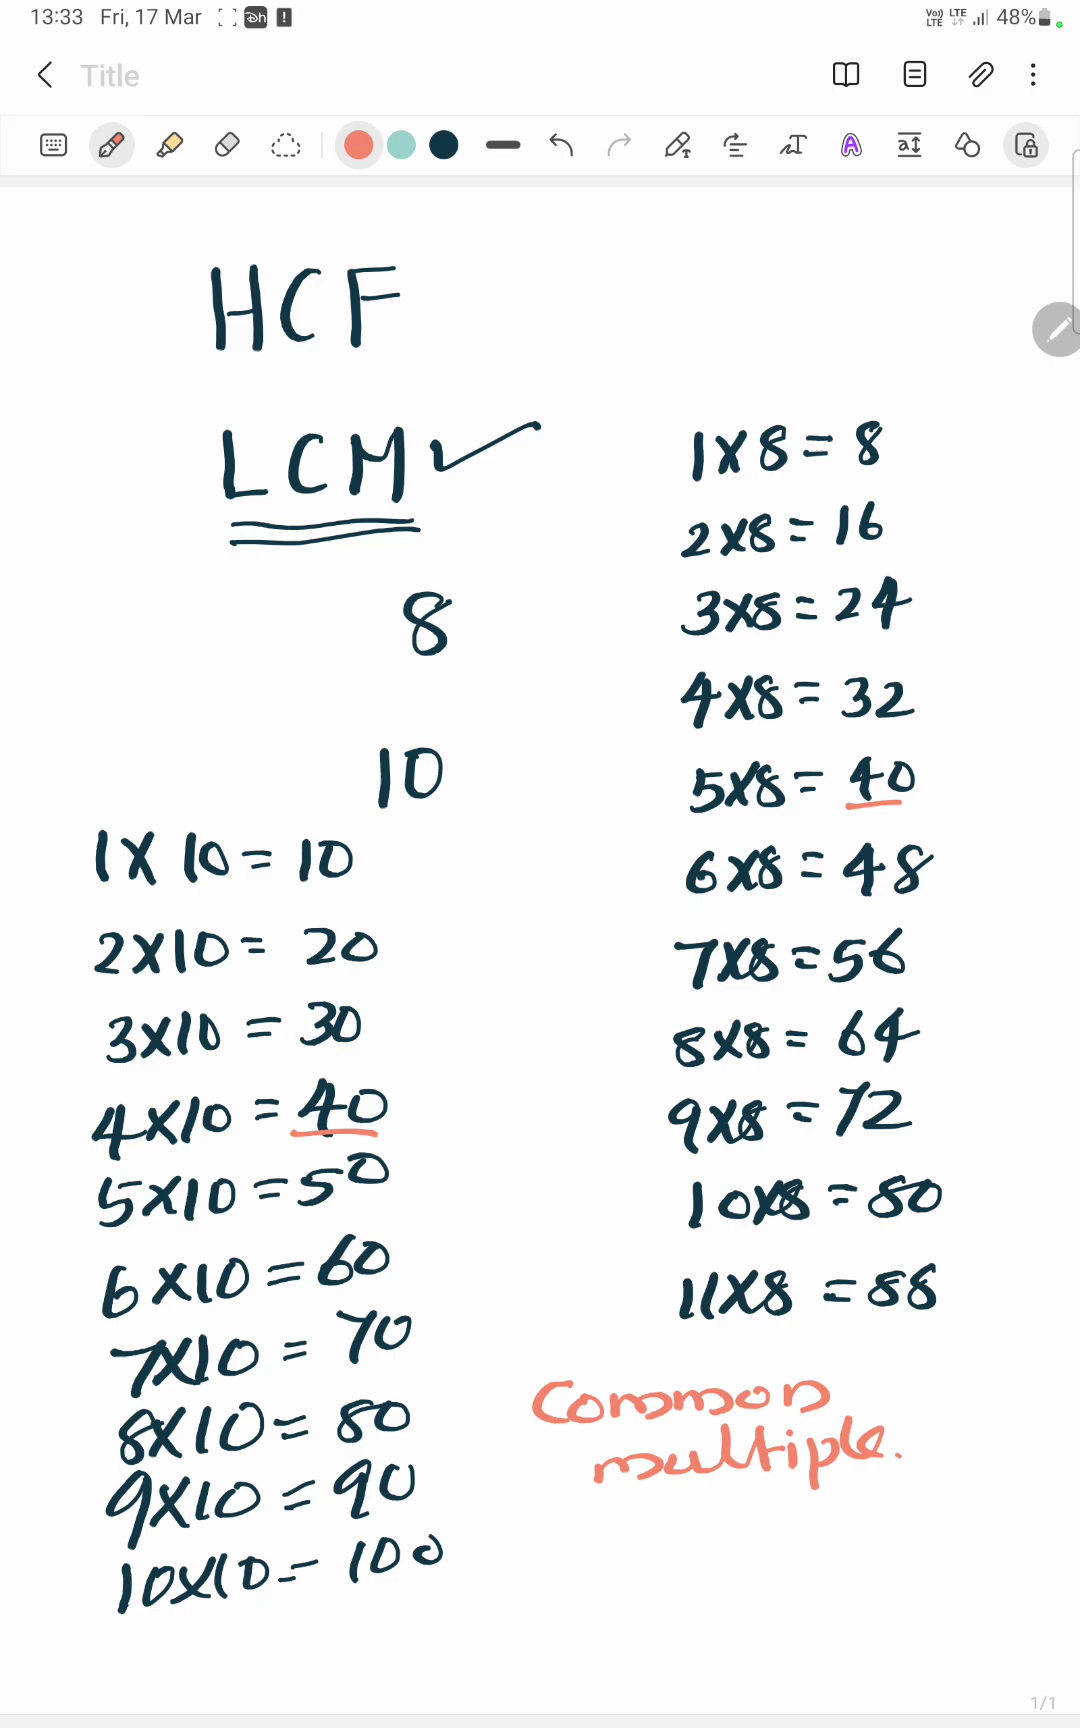 13:33 Fri, 17 Mar
Vo)) LTE LTE 48%
Title
HCF
LCM
8
10
1x10=10
2x10=20
3x10=30
4x10=40
5x10=50
6x10=60
7x10=70
8x10=80
9x10=90
10x10=100
1x8=8
2x8=16
3x8=24
4x8=32
5x8=40
6x8=48
7x8=56
8x8=64
9x8=72
10x8=80
11x8=88
Common
multiple.
1/1